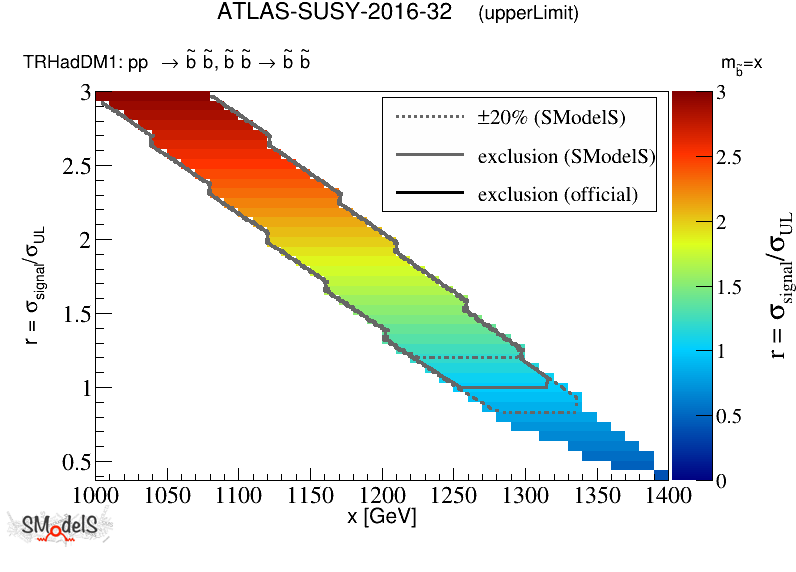 ATLAS-SUSY-2016-32 (upperLimit)
TRHadDM1: pp → b̃ b̃, b̃ b̃ → b̃ b̃
m_b̃=x
±20% (SModelS)
exclusion (SModelS)
exclusion (official)
r = σ_signal/σ_UL
3
2.5
2
1.5
1
0.5
1000 1050 1100 1150 1200 1250 1300 1350 1400
x [GeV]
3
2.5
2
1.5
1
0.5
0
r = σ_signal/σ_UL
SModelS